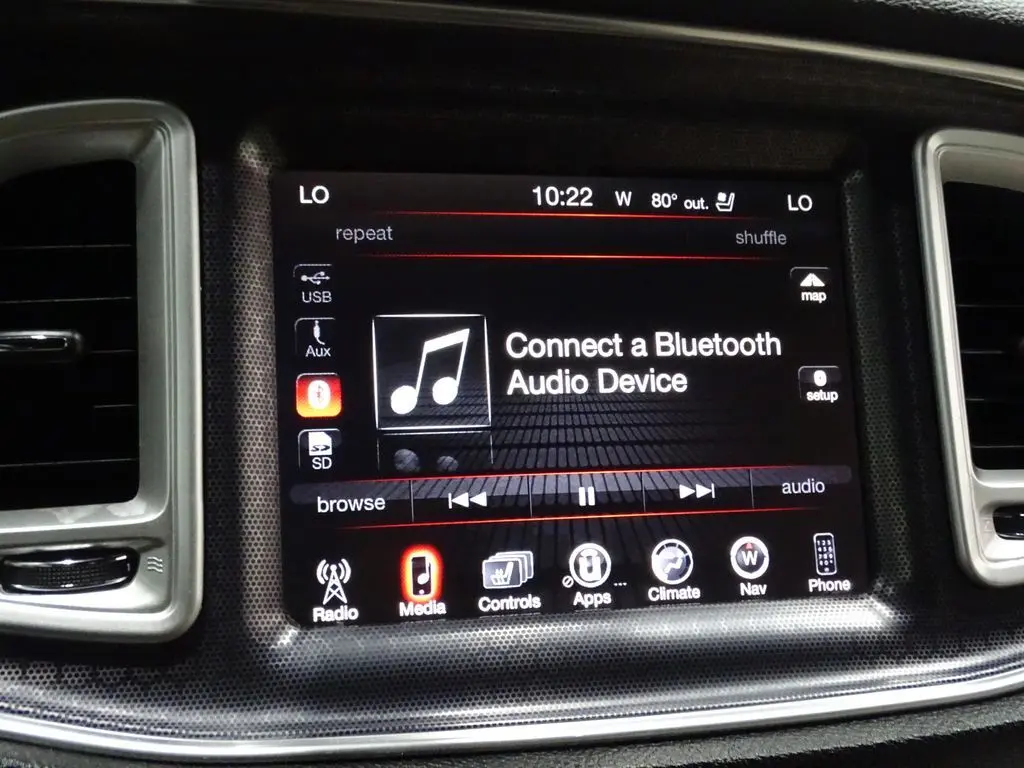 LO 10:22 W 80° out. LO
repeat shuffle
USB
map
Aux
Connect a Bluetooth
Audio Device
setup
SD
browse audio
Radio Media Controls Apps ... Climate W Nav Phone